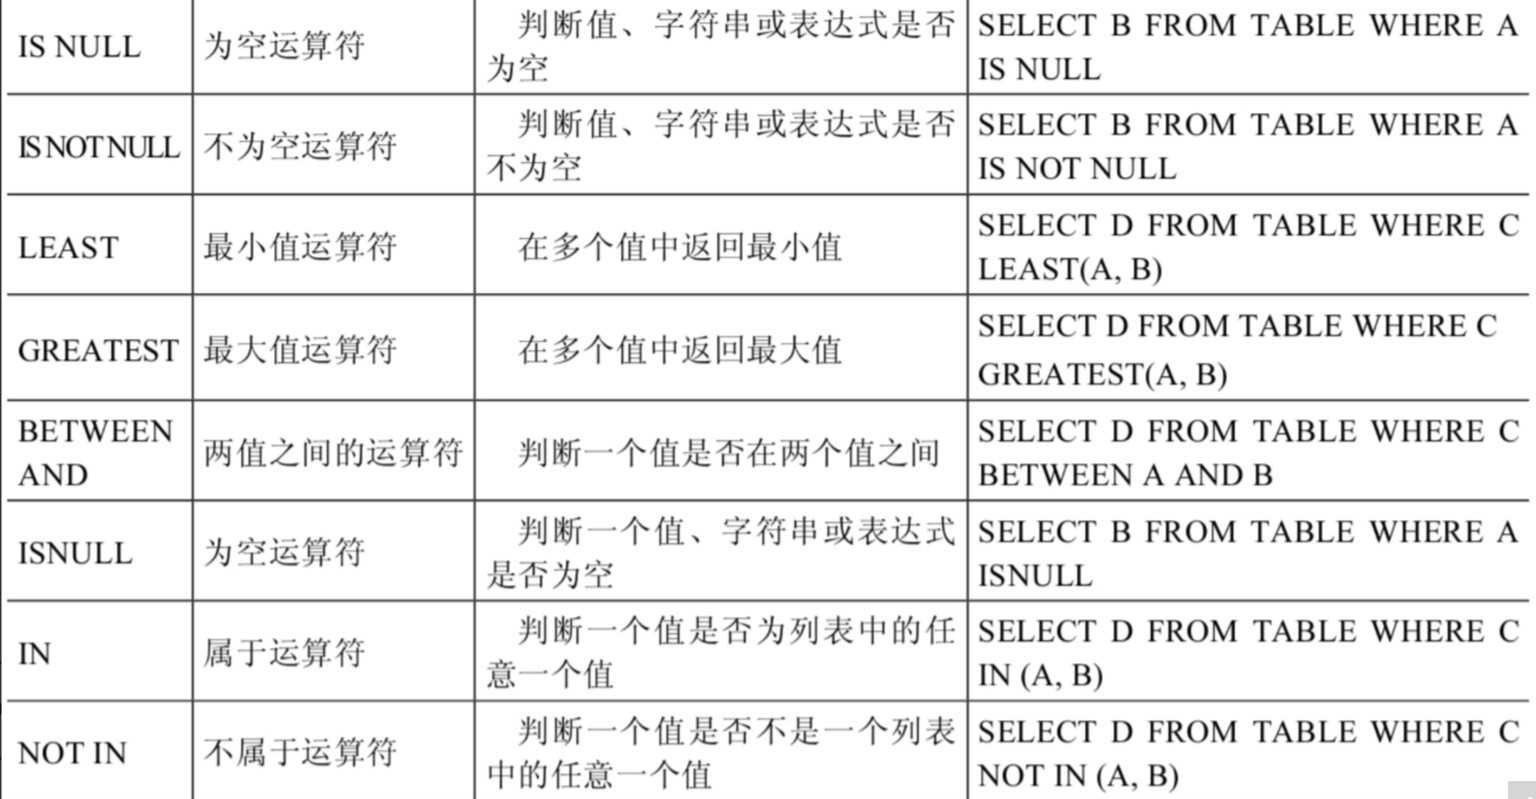 IS NULL
为空运算符
判断值、字符串或表达式是否
为空
SELECT B FROM TABLE WHERE A
IS NULL
IS NOT NULL
不为空运算符
判断值、字符串或表达式是否
不为空
SELECT B FROM TABLE WHERE A
IS NOT NULL
LEAST
最小值运算符
在多个值中返回最小值
SELECT D FROM TABLE WHERE C
LEAST(A, B)
GREATEST
最大值运算符
在多个值中返回最大值
SELECT D FROM TABLE WHERE C
GREATEST(A, B)
BETWEEN
AND
两值之间的运算符
判断一个值是否在两个值之间
SELECT D FROM TABLE WHERE C
BETWEEN A AND B
ISNULL
为空运算符
判断一个值、字符串或表达式
是否为空
SELECT B FROM TABLE WHERE A
ISNULL
IN
属于运算符
判断一个值是否为列表中的任
意一个值
SELECT D FROM TABLE WHERE C
IN (A, B)
NOT IN
不属于运算符
判断一个值是否不是一个列表
中的任意一个值
SELECT D FROM TABLE WHERE C
NOT IN (A, B)